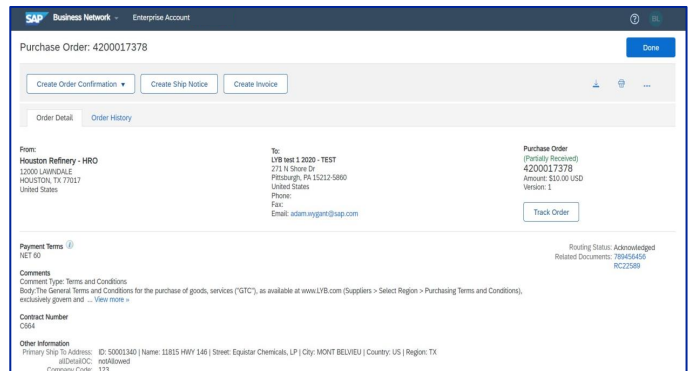 SAP Business Network Enterprise Account
? BL
Purchase Order: 4200017378
Done
Create Order Confirmation ▼
Create Ship Notice
Create Invoice
...
Order Detail
Order History
From:
Houston Refinery - HRO
12000 LAWNDALE
HOUSTON, TX 77017
United States
To:
LYB test 1 2020 - TEST
271 N Shore Dr
Pittsburgh, PA 15212-5860
United States
Phone:
Fax:
Email: adam.wygant@sap.com
Purchase Order
(Partially Received)
4200017378
Amount: $10.00 USD
Version: 1
Track Order
Payment Terms i
NET 60
Routing Status: Acknowledged
Related Documents: 789456456
RC22589
Comments
Comment Type: Terms and Conditions
Body:The General Terms and Conditions for the purchase of goods, services ("GTC"), as available at www.LYB.com (Suppliers > Select Region > Purchasing Terms and Conditions),
exclusively govern and ... View more »
Contract Number
C664
Other Information
Primary Ship To Address: ID: 50001340 | Name: 11815 HWY 146 | Street: Equistar Chemicals, LP | City: MONT BELVIEU | Country: US | Region: TX
allDetailOC: notAllowed
Company Code: 123